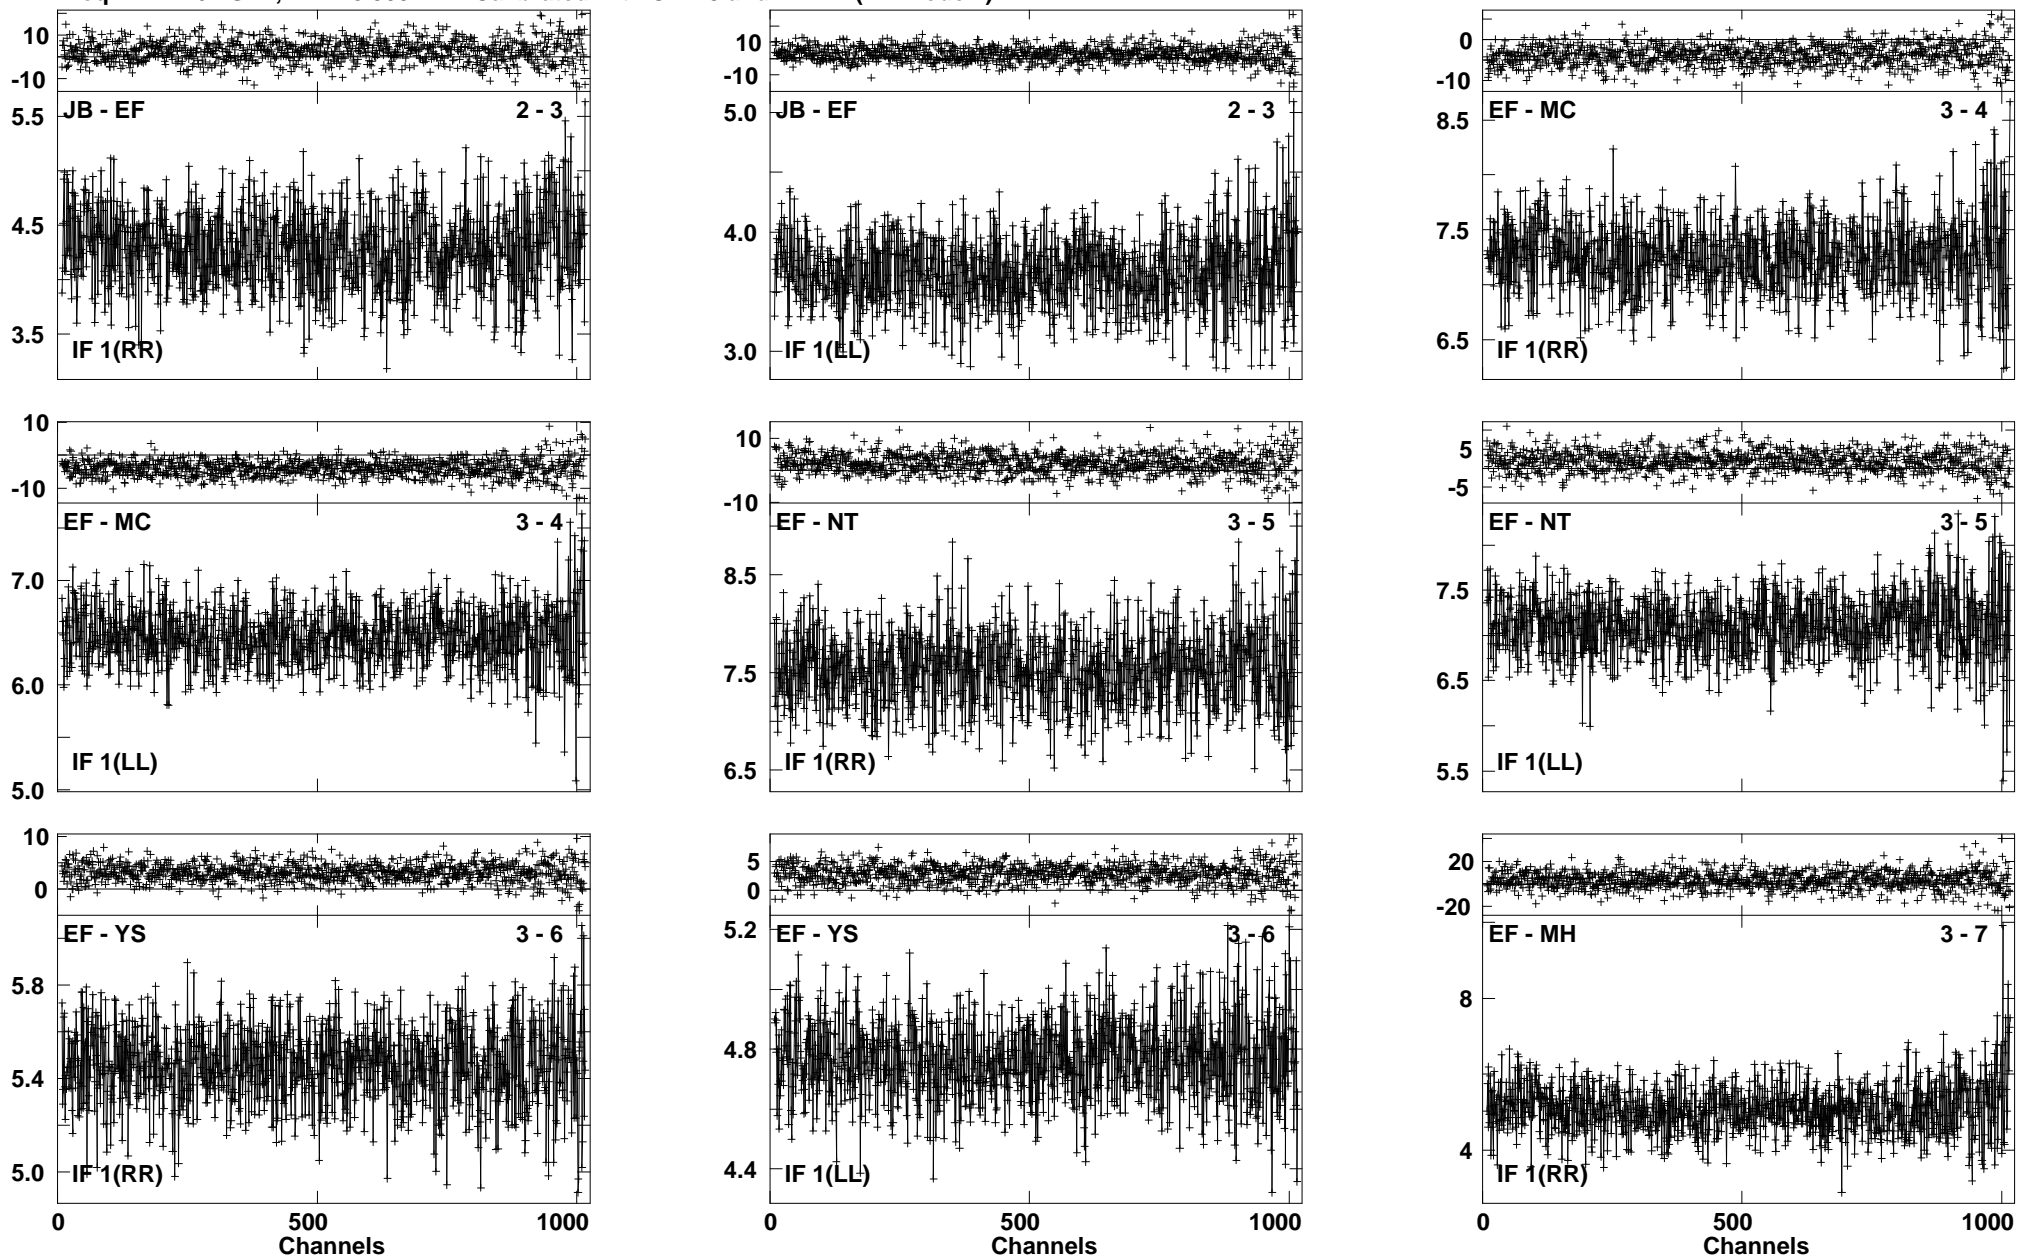 10
-10
JB - EF 2 - 3
5.5
4.5
3.5
IF 1(RR)
10
-10
JB - EF 2 - 3
5.0
4.0
3.0
IF 1(LL)
0
-10
EF - MC 3 - 4
8.5
7.5
6.5
IF 1(RR)
10
-10
EF - MC 3 - 4
7.0
6.0
5.0
IF 1(LL)
10
-10
EF - NT 3 - 5
8.5
7.5
6.5
IF 1(RR)
5
-5
EF - NT 3 - 5
7.5
6.5
5.5
IF 1(LL)
10
0
EF - YS 3 - 6
5.8
5.4
5.0
IF 1(RR)
0 500 1000
Channels
5
0
EF - YS 3 - 6
5.2
4.8
4.4
IF 1(LL)
0 500 1000
Channels
20
-20
EF - MH 3 - 7
8
4
IF 1(RR)
0 500 1000
Channels